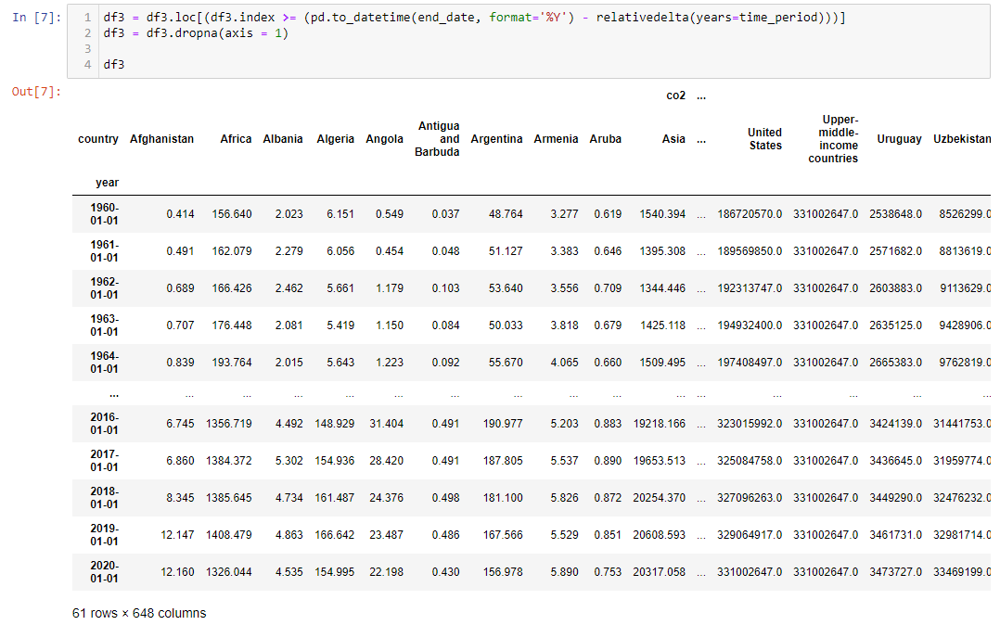 In [7]:
1 df3 = df3.loc[(df3.index >= (pd.to_datetime(end_date, format='%Y') - relativedelta(years=time_period)))]
2 df3 = df3.dropna(axis = 1)
3
4 df3
Out[7]:
co2 ...
country Afghanistan Africa Albania Algeria Angola Antigua and Barbuda Argentina Armenia Aruba Asia ... United States Upper-middle-income countries Uruguay Uzbekistan
year
1960-01-01 0.414 156.640 2.023 6.151 0.549 0.037 48.764 3.277 0.619 1540.394 ... 186720570.0 331002647.0 2538648.0 8526299.0
1961-01-01 0.491 162.079 2.279 6.056 0.454 0.048 51.127 3.383 0.646 1395.308 ... 189569850.0 331002647.0 2571682.0 8813619.0
1962-01-01 0.689 166.426 2.462 5.661 1.179 0.103 53.640 3.556 0.709 1344.446 ... 192313747.0 331002647.0 2603883.0 9113629.0
1963-01-01 0.707 176.448 2.081 5.419 1.150 0.084 50.033 3.818 0.679 1425.118 ... 194932400.0 331002647.0 2635125.0 9428906.0
1964-01-01 0.839 193.764 2.015 5.643 1.223 0.092 55.670 4.065 0.660 1509.495 ... 197408497.0 331002647.0 2665383.0 9762819.0
... ... ... ... ... ... ... ... ... ... ... ... ... ... ... ...
2016-01-01 6.745 1356.719 4.492 148.929 31.404 0.491 190.977 5.203 0.883 19218.166 ... 323015992.0 331002647.0 3424139.0 31441753.0
2017-01-01 6.860 1384.372 5.302 154.936 28.420 0.491 187.805 5.537 0.890 19653.513 ... 325084758.0 331002647.0 3436645.0 31959774.0
2018-01-01 8.345 1385.645 4.734 161.487 24.376 0.498 181.100 5.826 0.872 20254.370 ... 327096263.0 331002647.0 3449290.0 32476232.0
2019-01-01 12.147 1408.479 4.863 166.642 23.487 0.486 167.566 5.529 0.851 20608.593 ... 329064917.0 331002647.0 3461731.0 32981714.0
2020-01-01 12.160 1326.044 4.535 154.995 22.198 0.430 156.978 5.890 0.753 20317.058 ... 331002647.0 331002647.0 3473727.0 33469199.0
61 rows × 648 columns